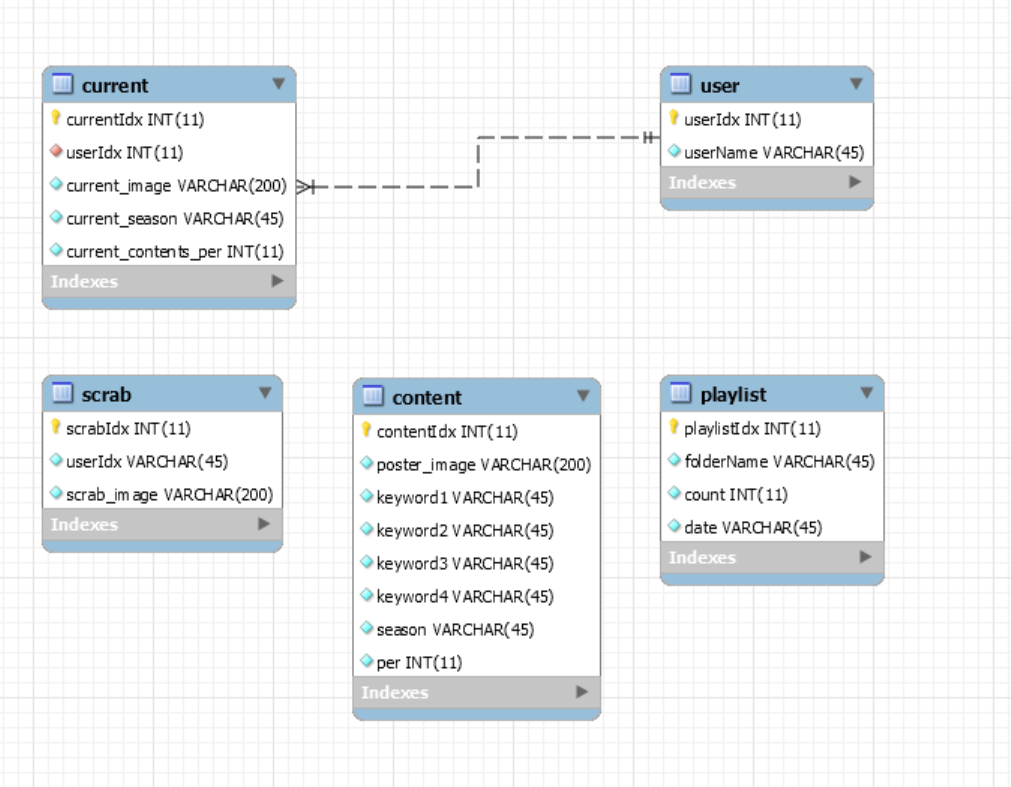 current
currentIdx INT(11)
userIdx INT(11)
current_image VARCHAR(200)
current_season VARCHAR(45)
current_contents_per INT(11)
Indexes
user
userIdx INT(11)
userName VARCHAR(45)
Indexes
scrab
scrabIdx INT(11)
userIdx VARCHAR(45)
scrab_image VARCHAR(200)
Indexes
content
contentIdx INT(11)
poster_image VARCHAR(200)
keyword1 VARCHAR(45)
keyword2 VARCHAR(45)
keyword3 VARCHAR(45)
keyword4 VARCHAR(45)
season VARCHAR(45)
per INT(11)
Indexes
playlist
playlistIdx INT(11)
folderName VARCHAR(45)
count INT(11)
date VARCHAR(45)
Indexes